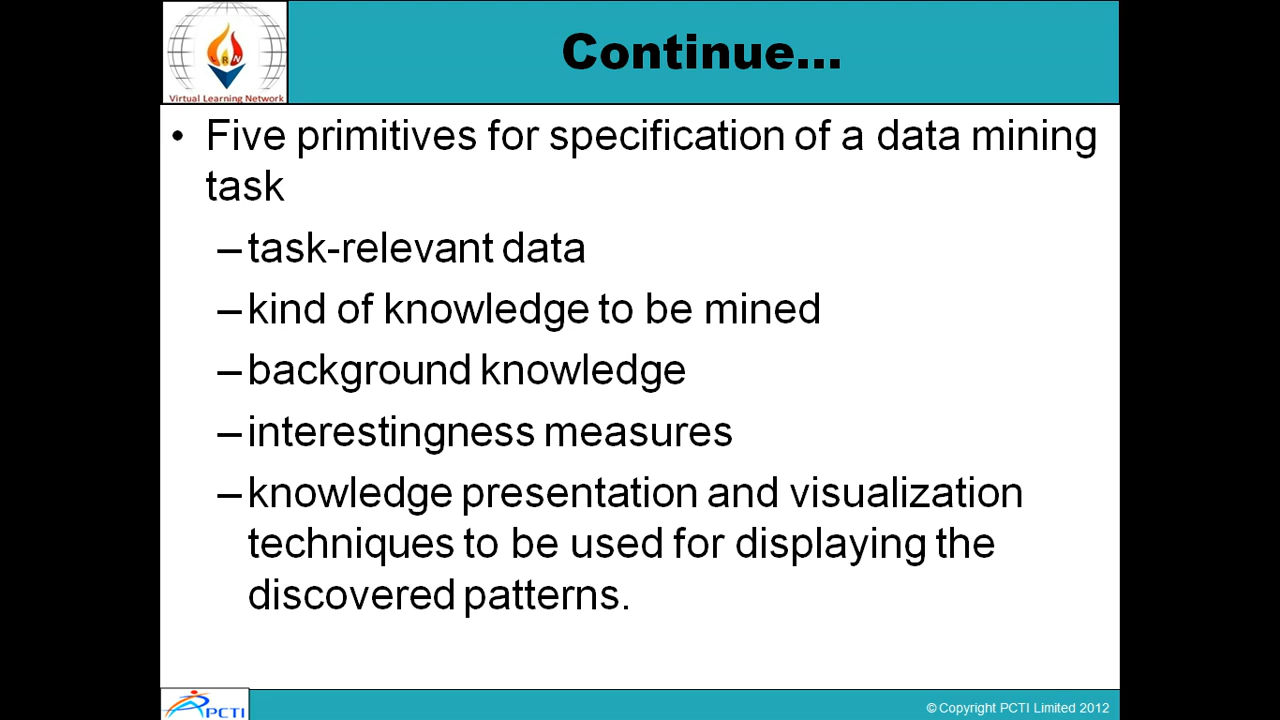 Continue...
VLRN
Virtual Learning Network
• Five primitives for specification of a data mining
task
–task-relevant data
–kind of knowledge to be mined
–background knowledge
–interestingness measures
–knowledge presentation and visualization
techniques to be used for displaying the
discovered patterns.
PCTI
© Copyright PCTI Limited 2012